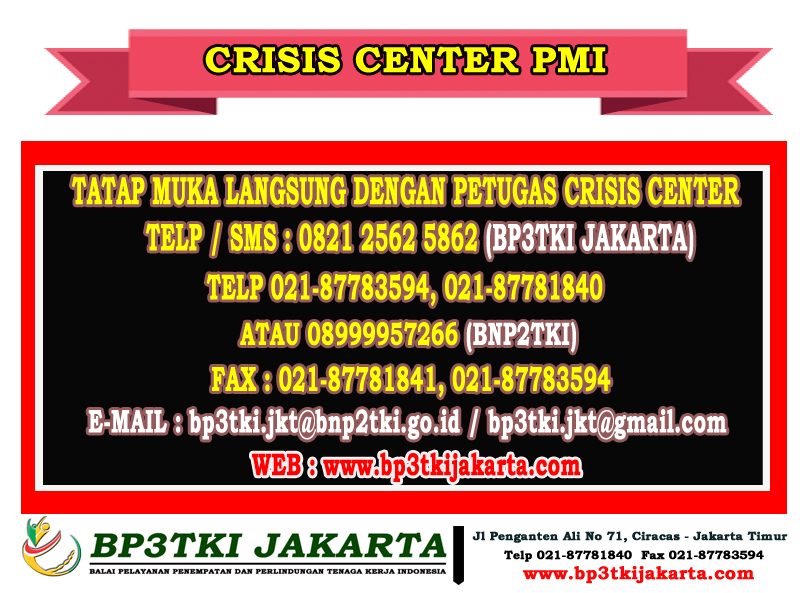 CRISIS CENTER PMI
TATAP MUKA LANGSUNG DENGAN PETUGAS CRISIS CENTER
TELP / SMS : 0821 2562 5862 (BP3TKI JAKARTA)
TELP 021-87783594, 021-87781840
ATAU 08999957266 (BNP2TKI)
FAX : 021-87781841, 021-87783594
E-MAIL : bp3tki.jkt@bnp2tki.go.id / bp3tki.jkt@gmail.com
WEB : www.bp3tkijakarta.com
BP3TKI JAKARTA
BALAI PELAYANAN PENEMPATAN DAN PERLINDUNGAN TENAGA KERJA INDONESIA
Jl Penganten Ali No 71, Ciracas - Jakarta Timur
Telp 021-87781840 Fax 021-87783594
www.bp3tkijakarta.com